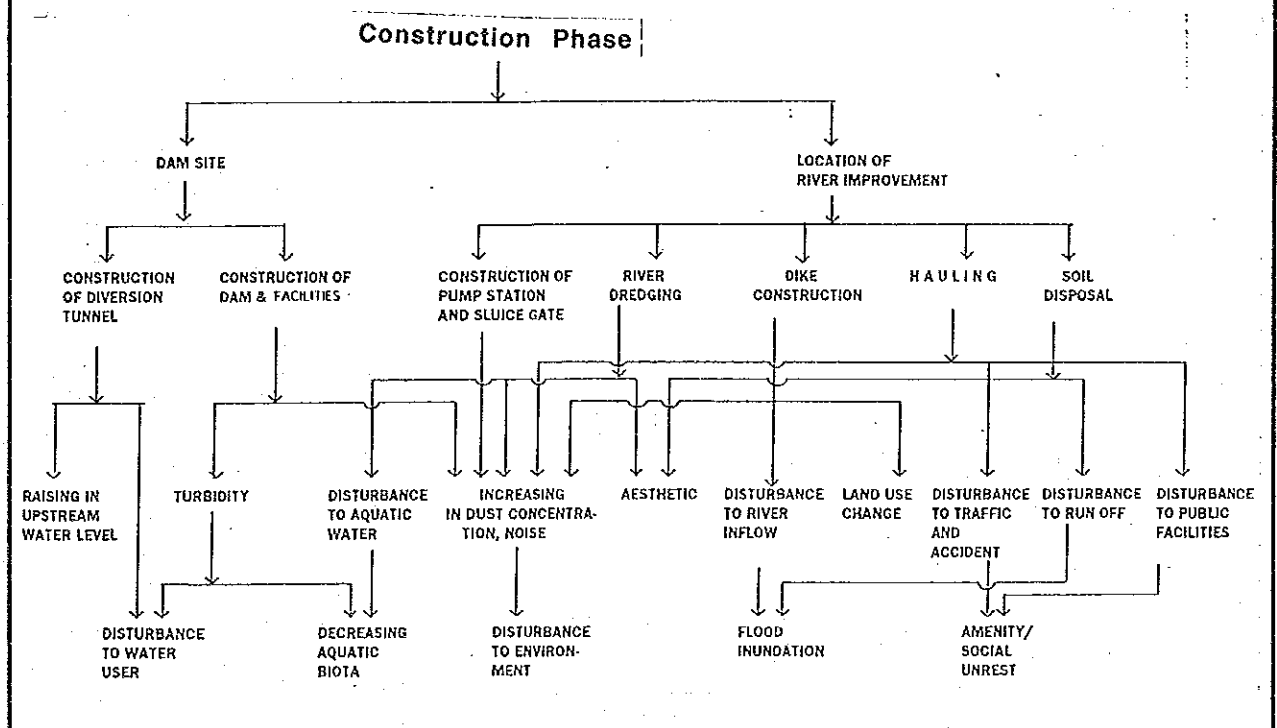 Construction Phase
DAM SITE
LOCATION OF
RIVER IMPROVEMENT
CONSTRUCTION
OF DIVERSION
TUNNEL
CONSTRUCTION OF
DAM & FACILITIES
CONSTRUCTION OF
PUMP STATION
AND SLUICE GATE
RIVER
DREDGING
DIKE
CONSTRUCTION
HAULING
SOIL
DISPOSAL
RAISING IN
UPSTREAM
WATER LEVEL
TURBIDITY
DISTURBANCE
TO AQUATIC
WATER
INCREASING
IN DUST CONCENTRA-
TION, NOISE
AESTHETIC
DISTURBANCE
TO RIVER
INFLOW
LAND USE
CHANGE
DISTURBANCE
TO TRAFFIC
AND
ACCIDENT
DISTURBANCE
TO RUN OFF
DISTURBANCE
TO PUBLIC
FACILITIES
DISTURBANCE
TO WATER
USER
DECREASING
AQUATIC
BIOTA
DISTURBANCE
TO ENVIRON-
MENT
FLOOD
INUNDATION
AMENITY/
SOCIAL
UNREST